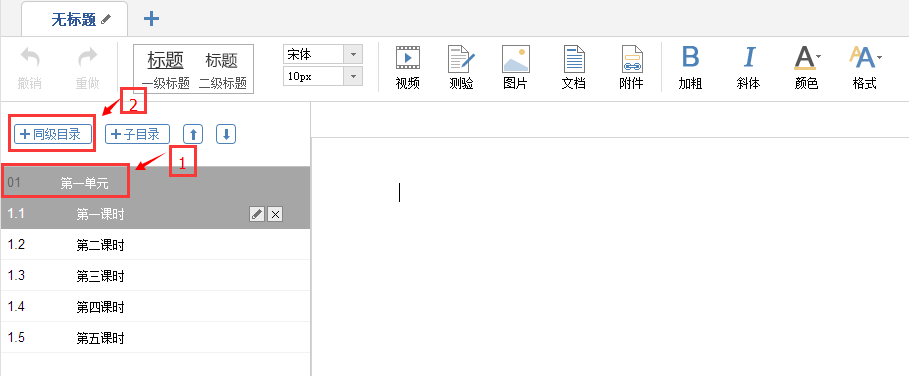 无标题
撤销 重做 标题 一级标题 标题 二级标题 宋体 10px 视频 测验 图片 文档 附件 B 加粗 I 斜体 A 颜色 AA 格式
2
+同级目录 +子目录
1
01 第一单元
1.1 第一课时
1.2 第二课时
1.3 第三课时
1.4 第四课时
1.5 第五课时